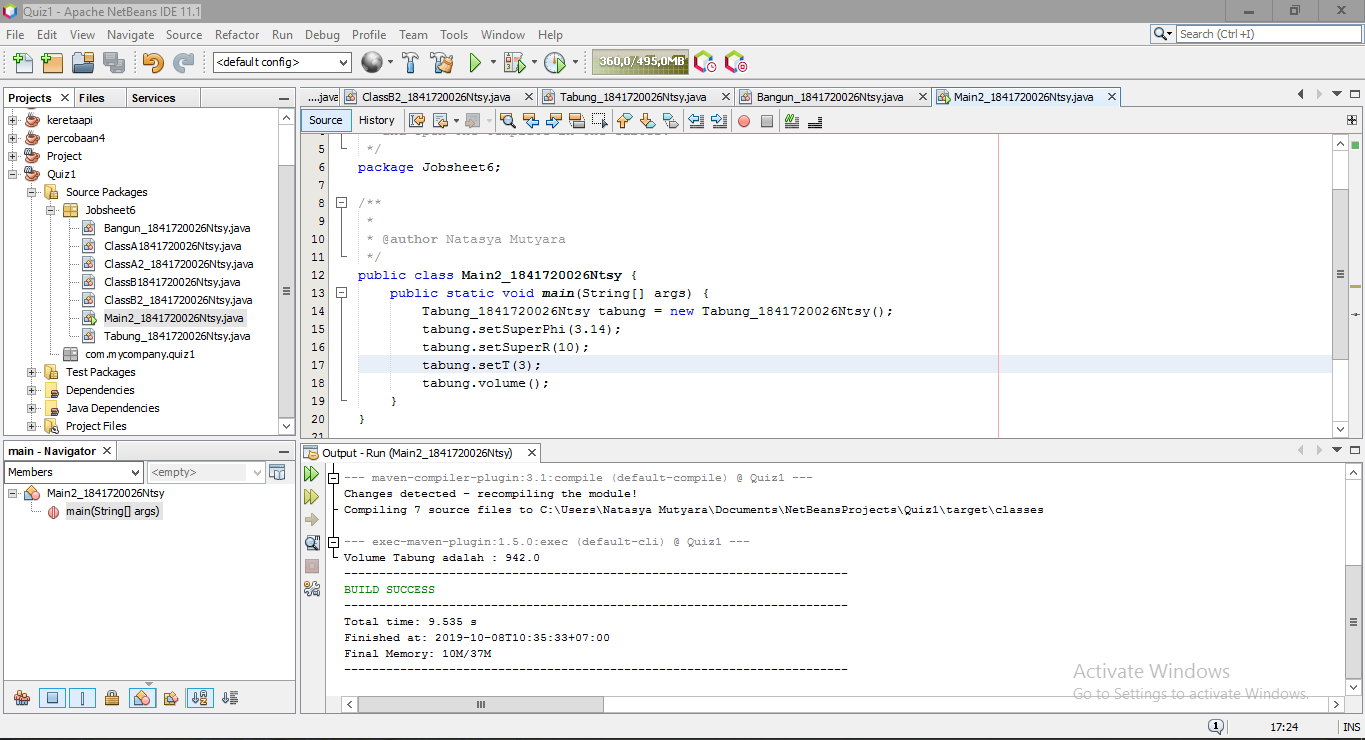 Quiz1 - Apache NetBeans IDE 11.1
File Edit View Navigate Source Refactor Run Debug Profile Team Tools Window Help
Search (Ctrl+I)
<default config>
360,0/495,0MB
Projects Files Services
keretaapi
percobaan4
Project
Quiz1
Source Packages
Jobsheet6
Bangun_1841720026Ntsy.java
ClassA1841720026Ntsy.java
ClassA2_1841720026Ntsy.java
ClassB1841720026Ntsy.java
ClassB2_1841720026Ntsy.java
Main2_1841720026Ntsy.java
Tabung_1841720026Ntsy.java
com.mycompany.quiz1
Test Packages
Dependencies
Java Dependencies
Project Files
main - Navigator
Members <empty>
Main2_1841720026Ntsy
main(String[] args)
....java ClassB2_1841720026Ntsy.java Tabung_1841720026Ntsy.java Bangun_1841720026Ntsy.java Main2_1841720026Ntsy.java
Source History
5 */
6 package Jobsheet6;
7
8 /**
9 *
10 * @author Natasya Mutyara
11 */
12 public class Main2_1841720026Ntsy {
13 public static void main(String[] args) {
14 Tabung_1841720026Ntsy tabung = new Tabung_1841720026Ntsy();
15 tabung.setSuperPhi(3.14);
16 tabung.setSuperR(10);
17 tabung.setT(3);
18 tabung.volume();
19 }
20 }
21
Output - Run (Main2_1841720026Ntsy)
--- maven-compiler-plugin:3.1:compile (default-compile) @ Quiz1 ---
Changes detected - recompiling the module!
Compiling 7 source files to C:\Users\Natasya Mutyara\Documents\NetBeansProjects\Quiz1\target\classes
--- exec-maven-plugin:1.5.0:exec (default-cli) @ Quiz1 ---
Volume Tabung adalah : 942.0
------------------------------------------------------------------------
BUILD SUCCESS
------------------------------------------------------------------------
Total time: 9.535 s
Finished at: 2019-10-08T10:35:33+07:00
Final Memory: 10M/37M
------------------------------------------------------------------------
Activate Windows
Go to Settings to activate Windows.
1 17:24 INS